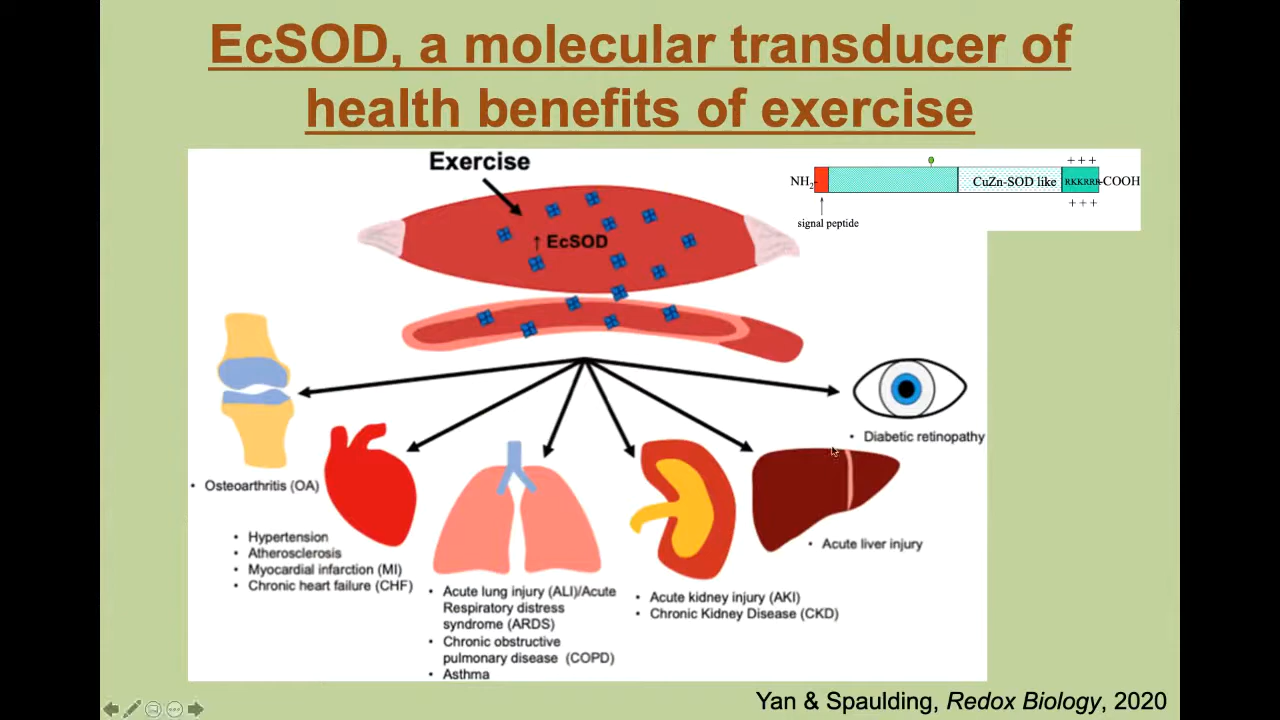 EcSOD, a molecular transducer of
health benefits of exercise
Exercise
↑ EcSOD
+ + +
NH2- CuZn-SOD like RKKRRR-COOH
+ + +
signal peptide
• Diabetic retinopathy
• Osteoarthritis (OA)
• Hypertension
• Atherosclerosis
• Myocardial infarction (MI)
• Chronic heart failure (CHF)
• Acute lung injury (ALI)/Acute
Respiratory distress
syndrome (ARDS)
• Chronic obstructive
pulmonary disease (COPD)
• Asthma
• Acute kidney injury (AKI)
• Chronic Kidney Disease (CKD)
• Acute liver injury
Yan & Spaulding, Redox Biology, 2020